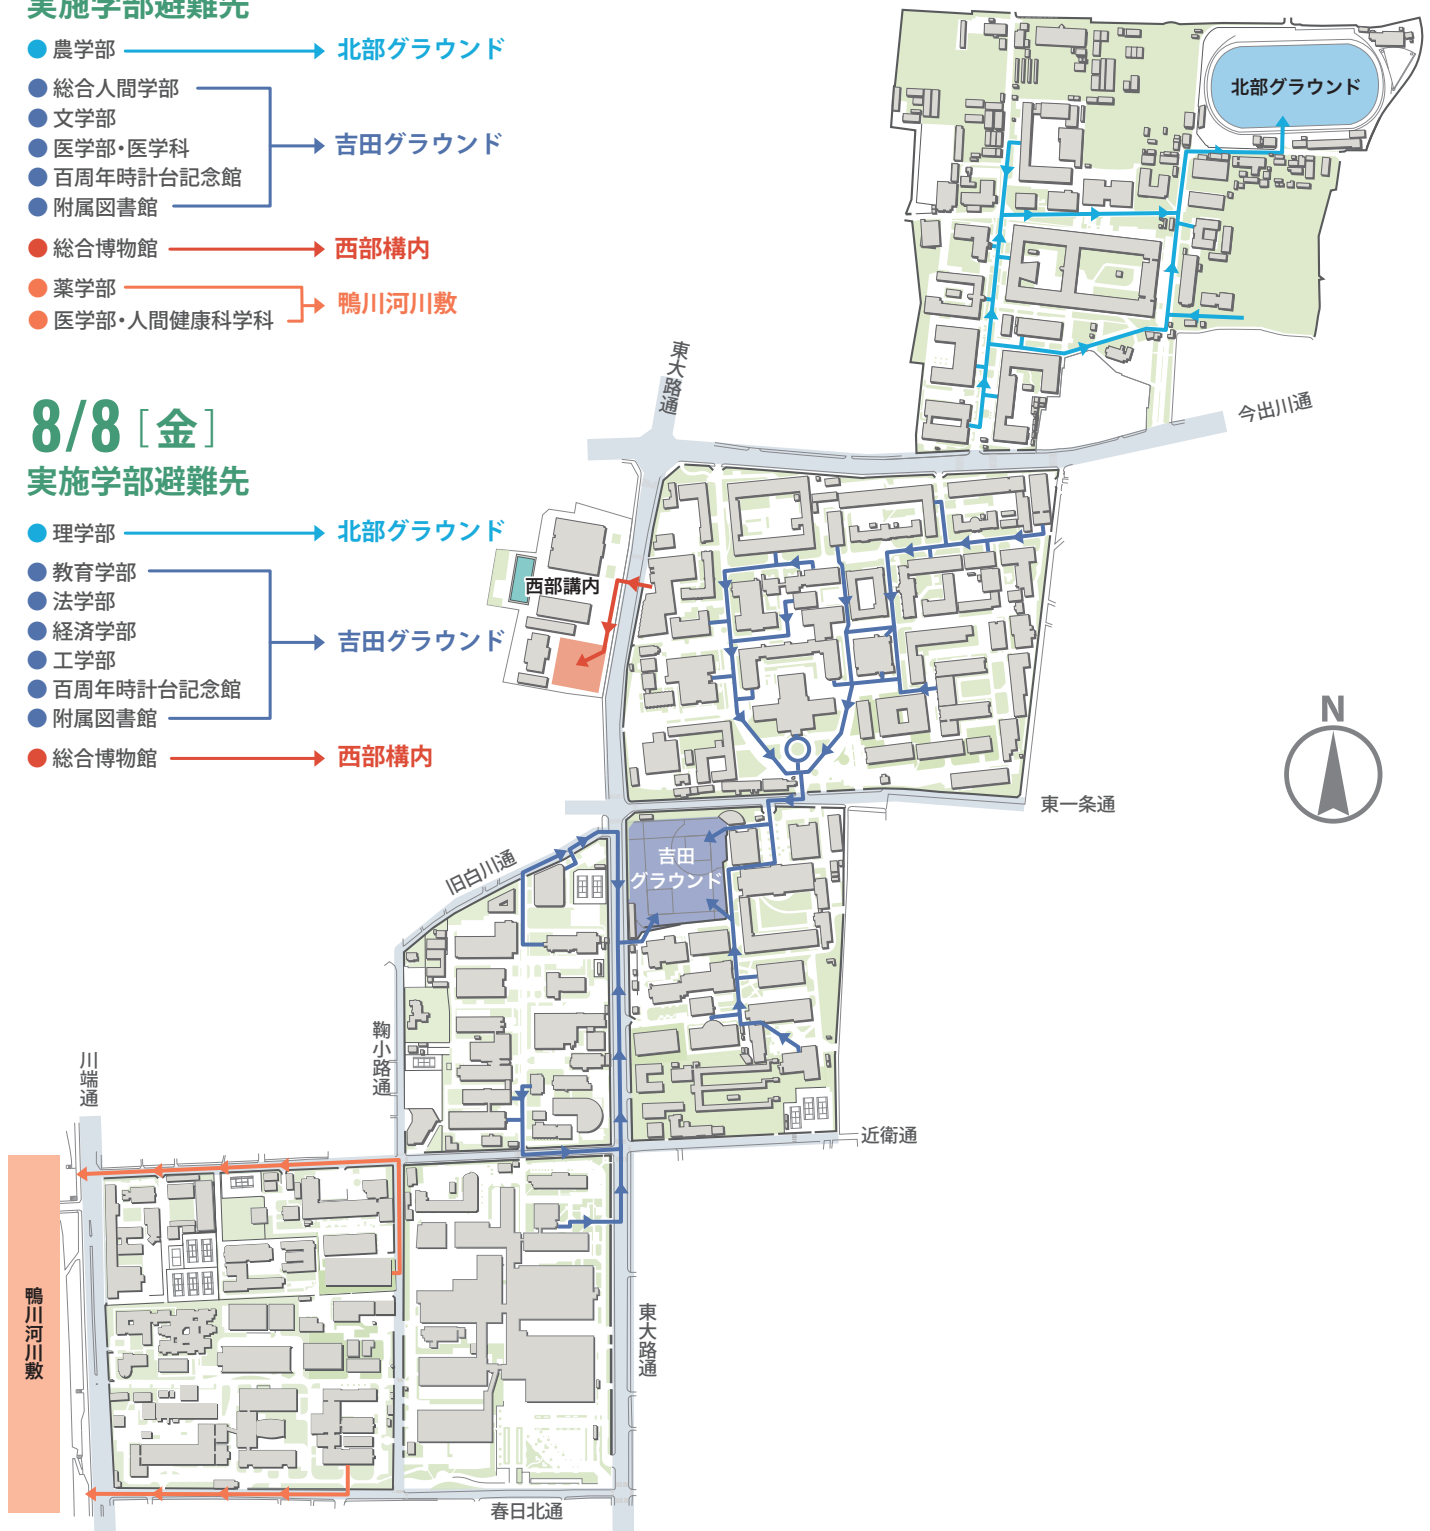 実施学部避難先
農学部
北部グラウンド
総合人間学部
文学部
医学部・医学科
百周年時計台記念館
附属図書館
吉田グラウンド
総合博物館
西部構内
薬学部
医学部・人間健康科学科
鴨川河川敷
8/8［金］
実施学部避難先
理学部
北部グラウンド
教育学部
法学部
経済学部
工学部
百周年時計台記念館
附属図書館
吉田グラウンド
総合博物館
西部構内
北部グラウンド
東大路通
今出川通
西部講内
N
東一条通
吉田
グラウンド
旧白川通
鞠小路通
川端通
近衛通
鴨川河川敷
東大路通
春日北通